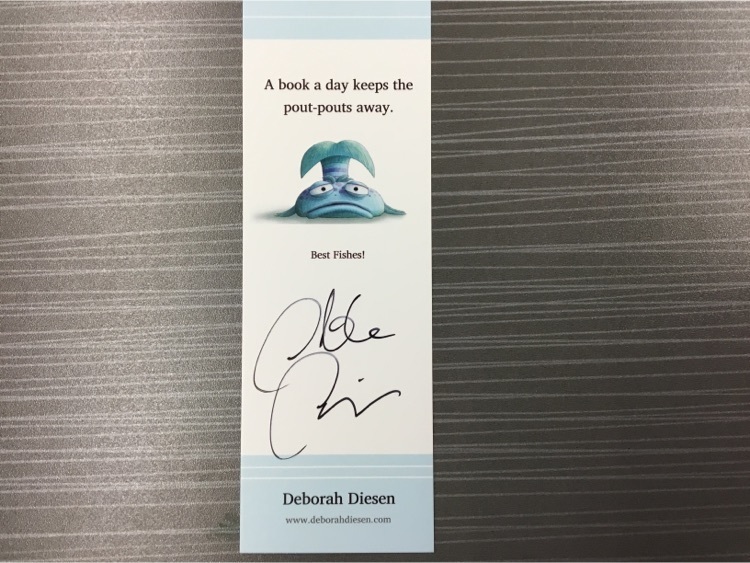 A book a day keeps the
pout-pouts away.
Best Fishes!
Deborah Diesen
www.deborahdiesen.com